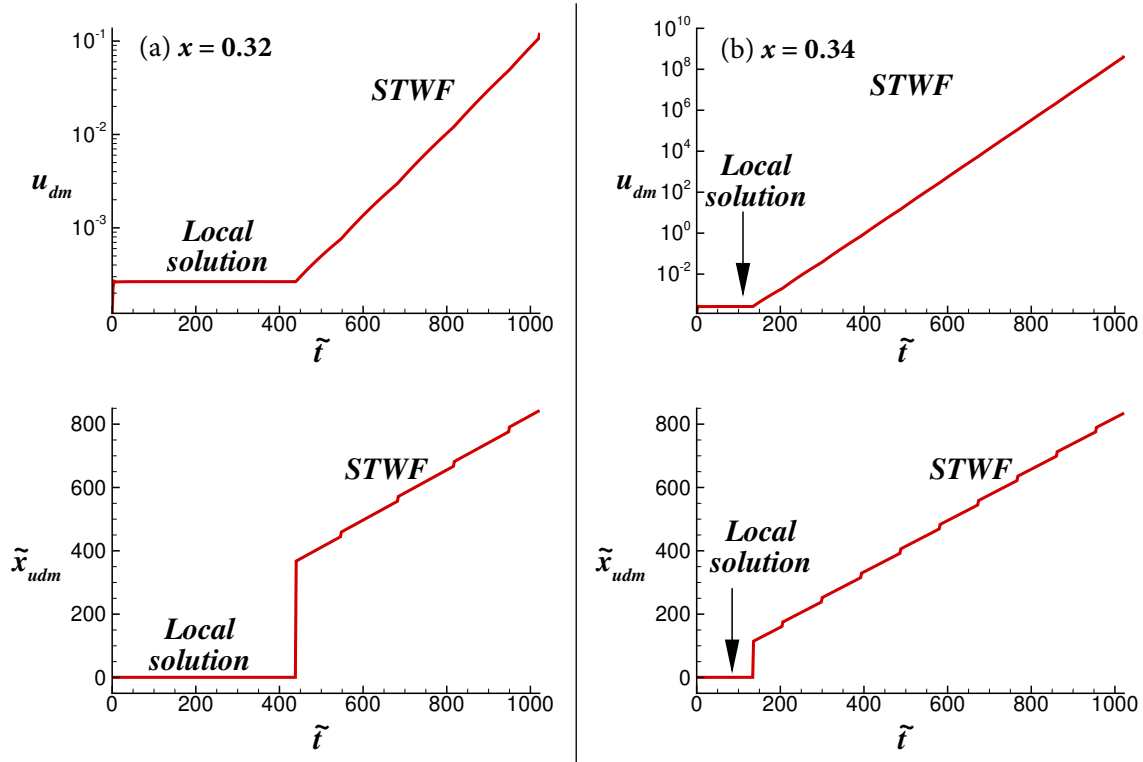 (a) x = 0.32
STWF
u_dm
10^-1
10^-2
10^-3
Local
solution
0 200 400 600 800 1000
t̃
(b) x = 0.34
STWF
u_dm
10^10
10^8
10^6
10^4
10^2
10^0
10^-2
Local
solution
0 200 400 600 800 1000
t̃
x̃_udm
800
600
400
200
0
STWF
Local
solution
0 200 400 600 800 1000
t̃
x̃_udm
800
600
400
200
0
STWF
Local
solution
0 200 400 600 800 1000
t̃